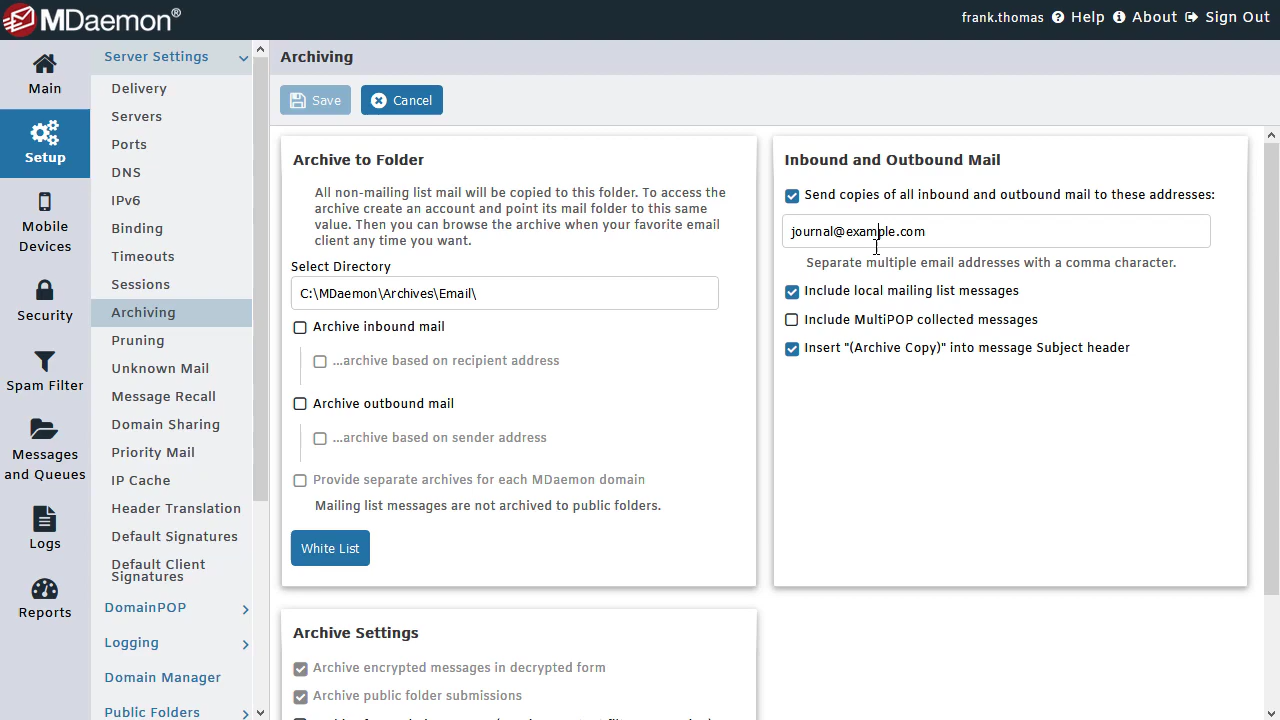 MDaemon®
frank.thomas Help About Sign Out
Main
Setup
Mobile
Devices
Security
Spam Filter
Messages
and Queues
Logs
Reports
Server Settings
Delivery
Servers
Ports
DNS
IPv6
Binding
Timeouts
Sessions
Archiving
Pruning
Unknown Mail
Message Recall
Domain Sharing
Priority Mail
IP Cache
Header Translation
Default Signatures
Default Client
Signatures
DomainPOP
Logging
Domain Manager
Public Folders
Archiving
Save Cancel
Archive to Folder
All non-mailing list mail will be copied to this folder. To access the
archive create an account and point its mail folder to this same
value. Then you can browse the archive when your favorite email
client any time you want.
Select Directory
C:\MDaemon\Archives\Email\
Archive inbound mail
...archive based on recipient address
Archive outbound mail
...archive based on sender address
Provide separate archives for each MDaemon domain
Mailing list messages are not archived to public folders.
White List
Inbound and Outbound Mail
Send copies of all inbound and outbound mail to these addresses:
journal@example.com
Separate multiple email addresses with a comma character.
Include local mailing list messages
Include MultiPOP collected messages
Insert "(Archive Copy)" into message Subject header
Archive Settings
Archive encrypted messages in decrypted form
Archive public folder submissions